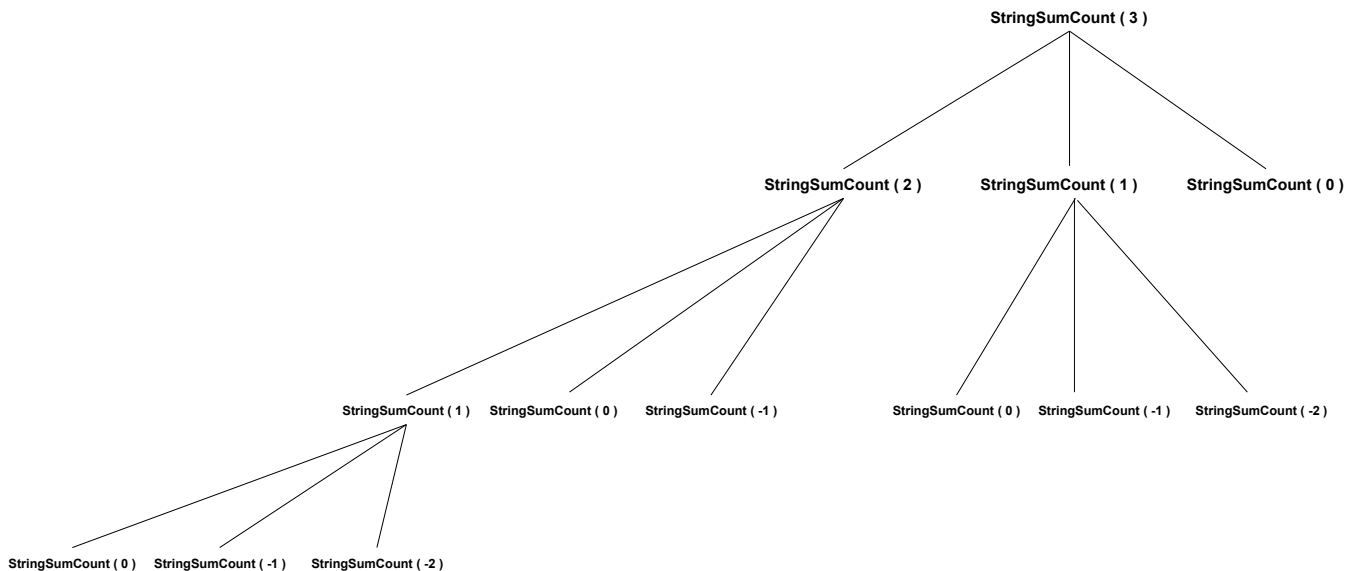 StringSumCount ( 3 )
StringSumCount ( 2 ) StringSumCount ( 1 ) StringSumCount ( 0 )
StringSumCount ( 1 ) StringSumCount ( 0 ) StringSumCount ( -1 ) StringSumCount ( 0 ) StringSumCount ( -1 ) StringSumCount ( -2 )
StringSumCount ( 0 ) StringSumCount ( -1 ) StringSumCount ( -2 )